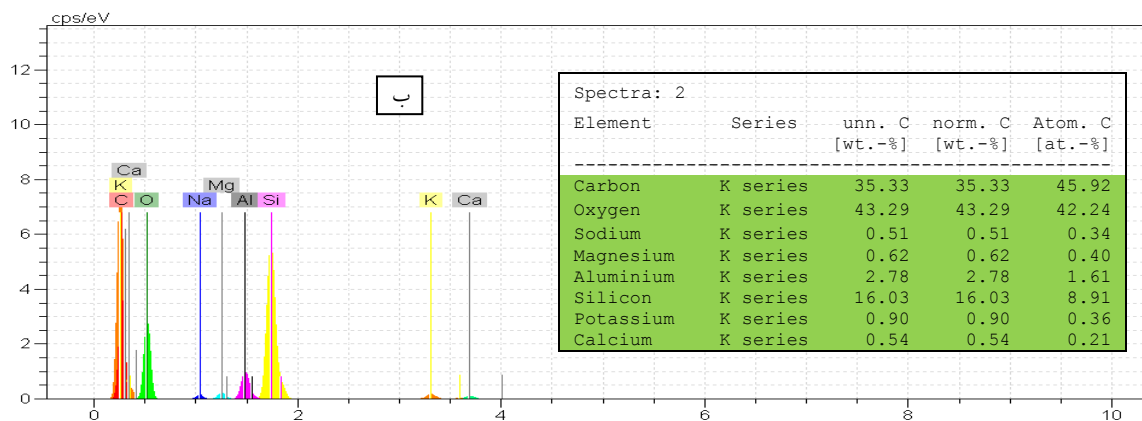 cps/eV
12
10
8
6
4
2
0
ب
Ca
K Mg
C O Na Al Si K Ca
0 2 4 6 8 10
Spectra: 2
Element Series unn. C norm. C Atom. C
[wt.-%] [wt.-%] [at.-%]
Carbon K series 35.33 35.33 45.92
Oxygen K series 43.29 43.29 42.24
Sodium K series 0.51 0.51 0.34
Magnesium K series 0.62 0.62 0.40
Aluminium K series 2.78 2.78 1.61
Silicon K series 16.03 16.03 8.91
Potassium K series 0.90 0.90 0.36
Calcium K series 0.54 0.54 0.21